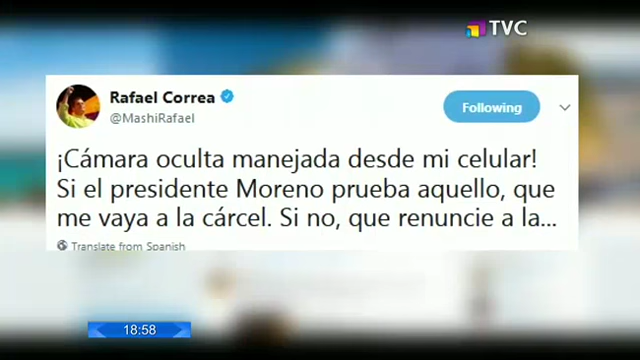 TVC
Rafael Correa
@MashiRafael
Following
¡Cámara oculta manejada desde mi celular!
Si el presidente Moreno prueba aquello, que
me vaya a la cárcel. Si no, que renuncie a la...
Translate from Spanish
18:58